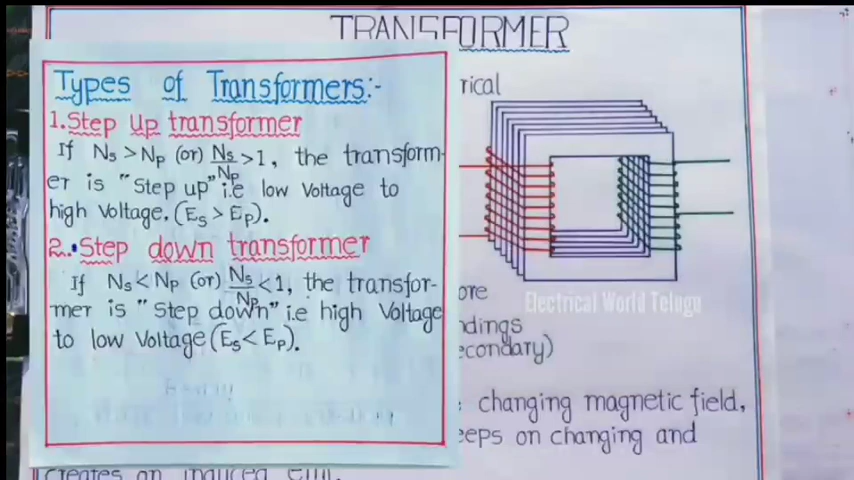 TRANSFORMER
Types of Transformers:-
1.Step up transformer
If Ns > Np (or) Ns/Np >1, the transform-
er is "Step up" i.e low Voltage to
high Voltage. (Es > Ep).
2. Step down transformer
If Ns < Np (or) Ns/Np <1, the transfor-
mer is "Step down" i.e high Voltage
to low Voltage (Es < Ep).
rical
ore
ndings
econdary)
Electrical World Telugu
: changing magnetic field,
eeps on changing and
creates an induced emf.